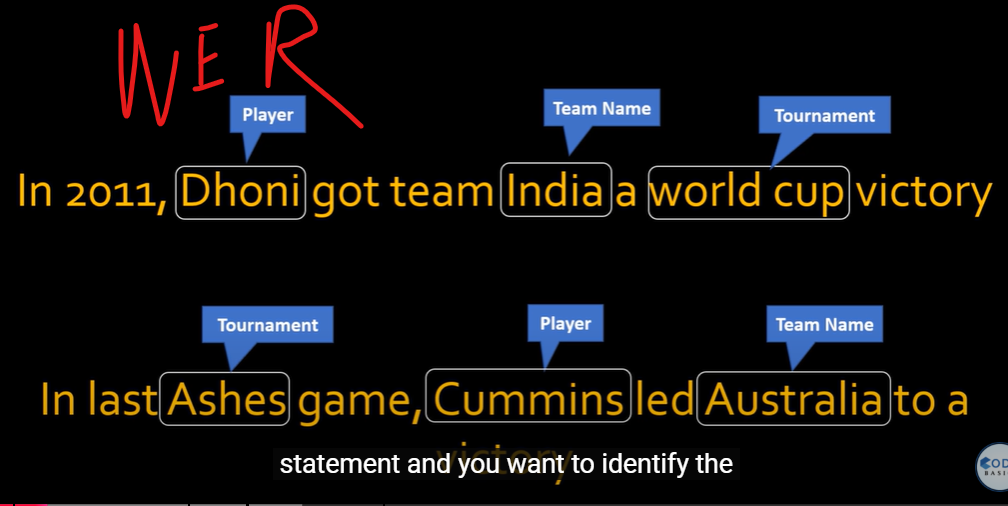 NER
Player
Team Name
Tournament
In 2011, Dhoni got team India a world cup victory
Tournament
Player
Team Name
In last Ashes game, Cummins led Australia to a
victory
statement and you want to identify the